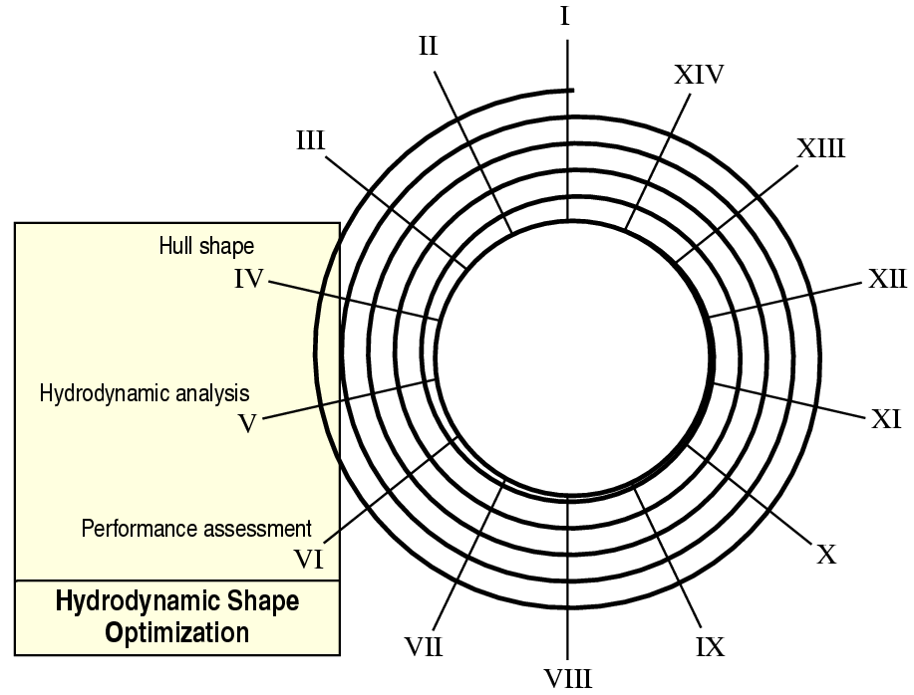 I
II
XIV
III
XIII
Hull shape
IV
XII
Hydrodynamic analysis
V
XI
Performance assessment
VI
X
Hydrodynamic Shape
Optimization
VII
IX
VIII